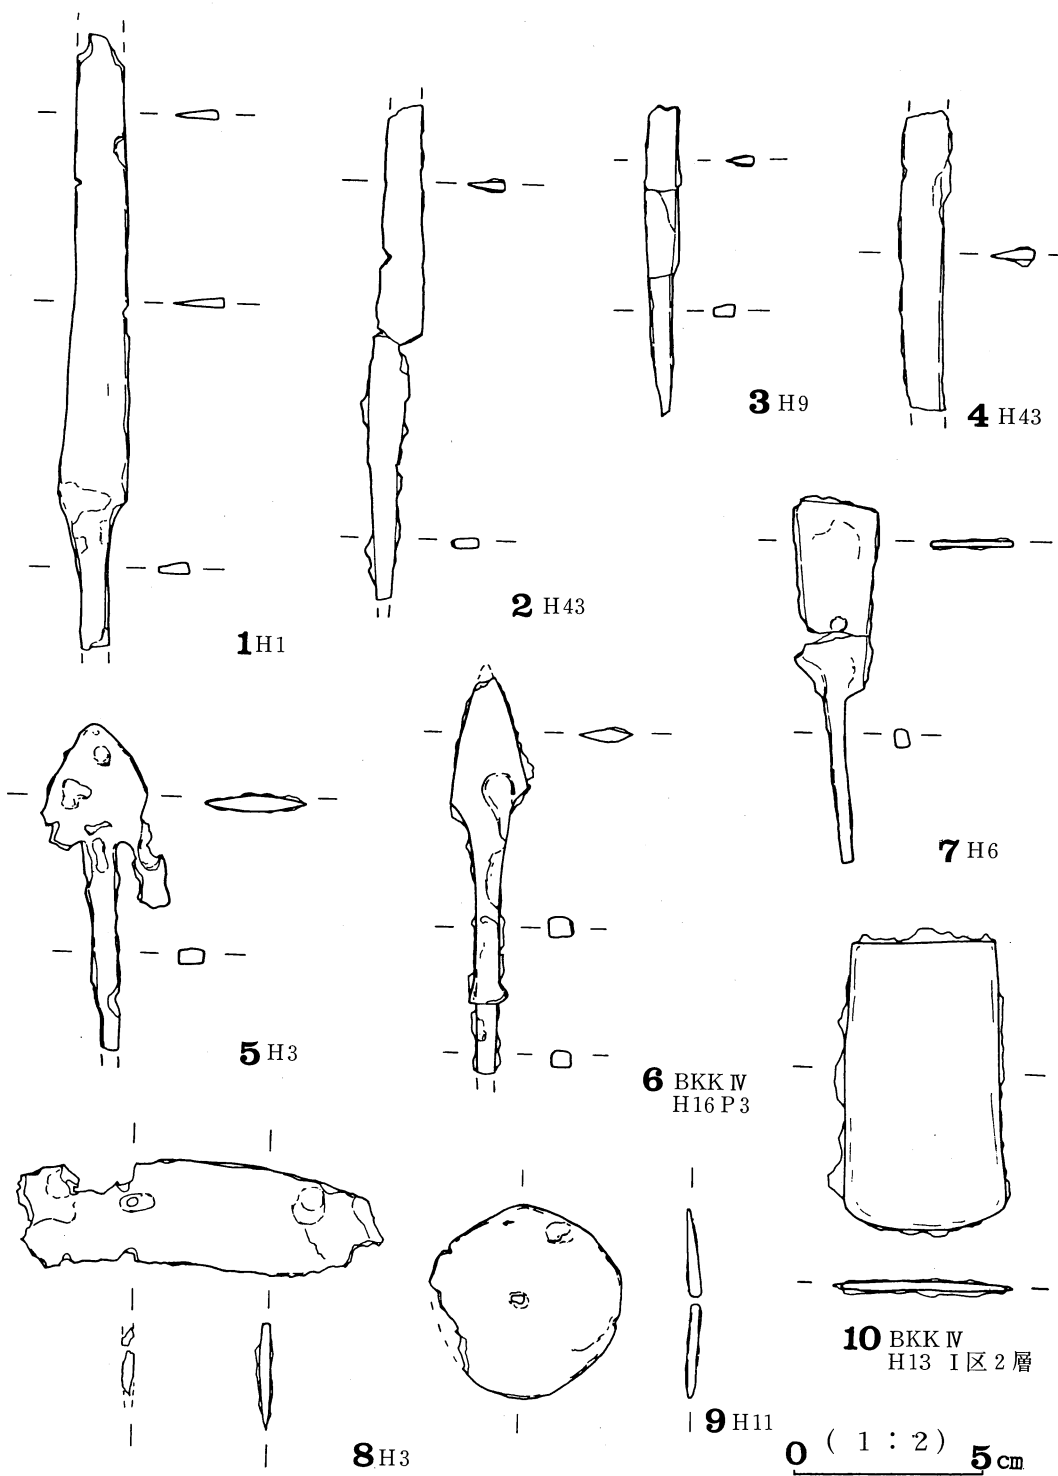 3 H9
4 H43
2 H43
1 H1
7 H6
5 H3
6 BKK Ⅳ
H16 P3
10 BKK Ⅳ
H13 I区2層
9 H11
8 H3
(1:2)
0 5cm